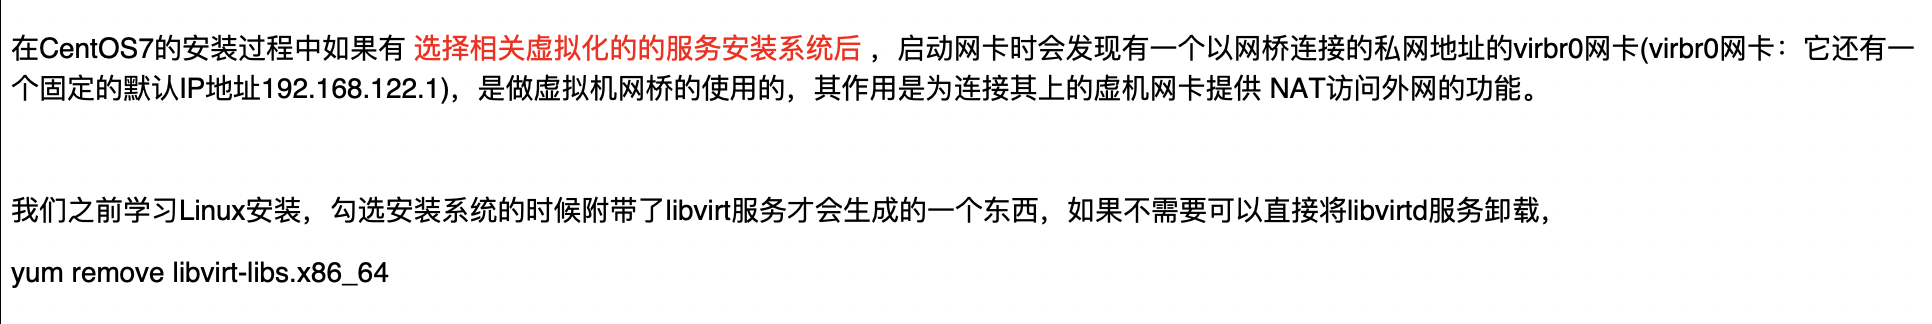 在CentOS7的安装过程中如果有 选择相关虚拟化的的服务安装系统后 ，启动网卡时会发现有一个以网桥连接的私网地址的virbr0网卡(virbr0网卡：它还有一
个固定的默认IP地址192.168.122.1)，是做虚拟机网桥的使用的，其作用是为连接其上的虚机网卡提供 NAT访问外网的功能。
我们之前学习Linux安装，勾选安装系统的时候附带了libvirt服务才会生成的一个东西，如果不需要可以直接将libvirtd服务卸载，
yum remove libvirt-libs.x86_64